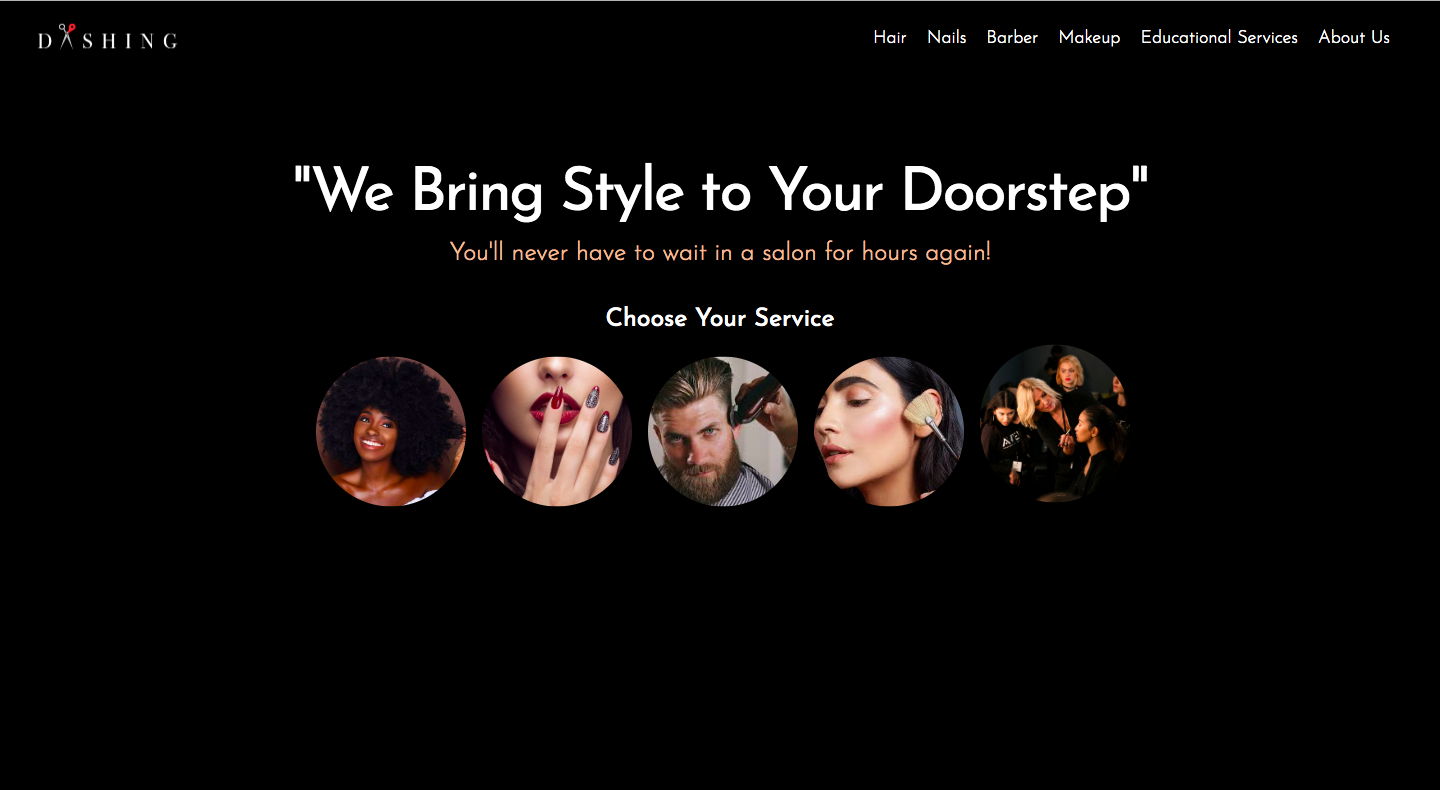 DASHING
Hair Nails Barber Makeup Educational Services About Us
"We Bring Style to Your Doorstep"
You'll never have to wait in a salon for hours again!
Choose Your Service